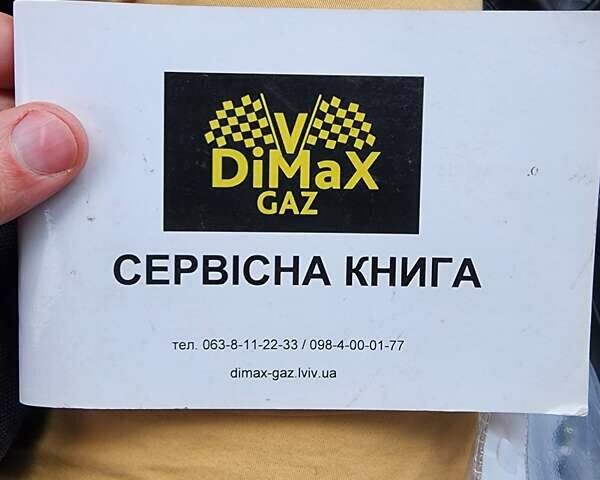 V
DiMaX
GAZ
СЕРВІСНА КНИГА
тел. 063-8-11-22-33 / 098-4-00-01-77
dimax-gaz.lviv.ua